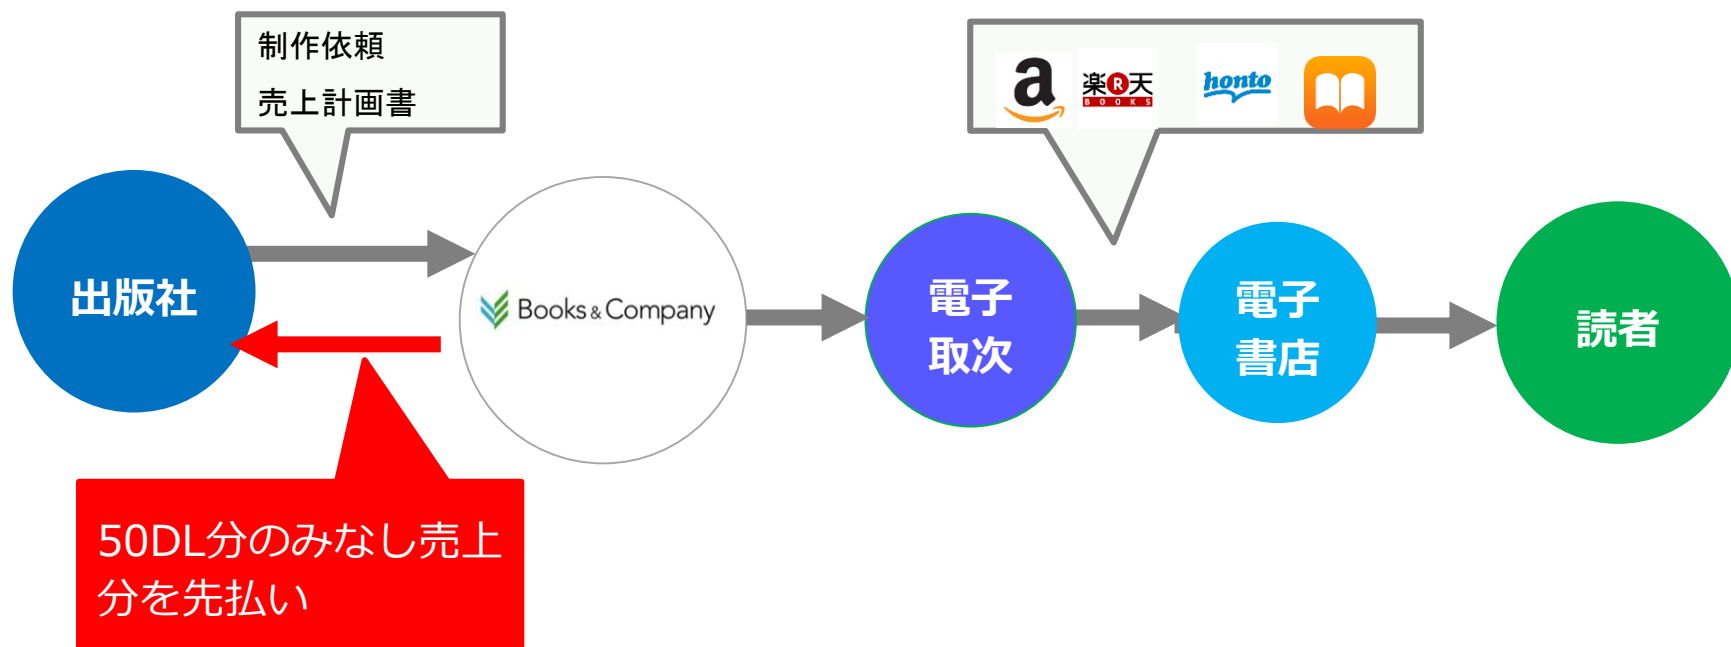 制作依頼
売上計画書
a
楽R天
BOOKS
honto
出版社
Books & Company
電子
取次
電子
書店
読者
50DL分のみなし売上
分を先払い